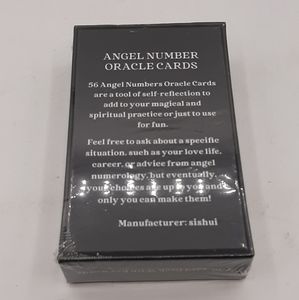 ANGEL NUMBER
ORACLE CARDS
56 Angel Numbers Oracle Cards
are a tool of self-reflection to
add to your magical and
spiritual practice or just to use
for fun.
Feel free to ask about a specific
situation, such as your love life,
career, or advice from angel
numerology, but eventually,
your choices are up to you and
only you can make them!
Manufacturer: sishui